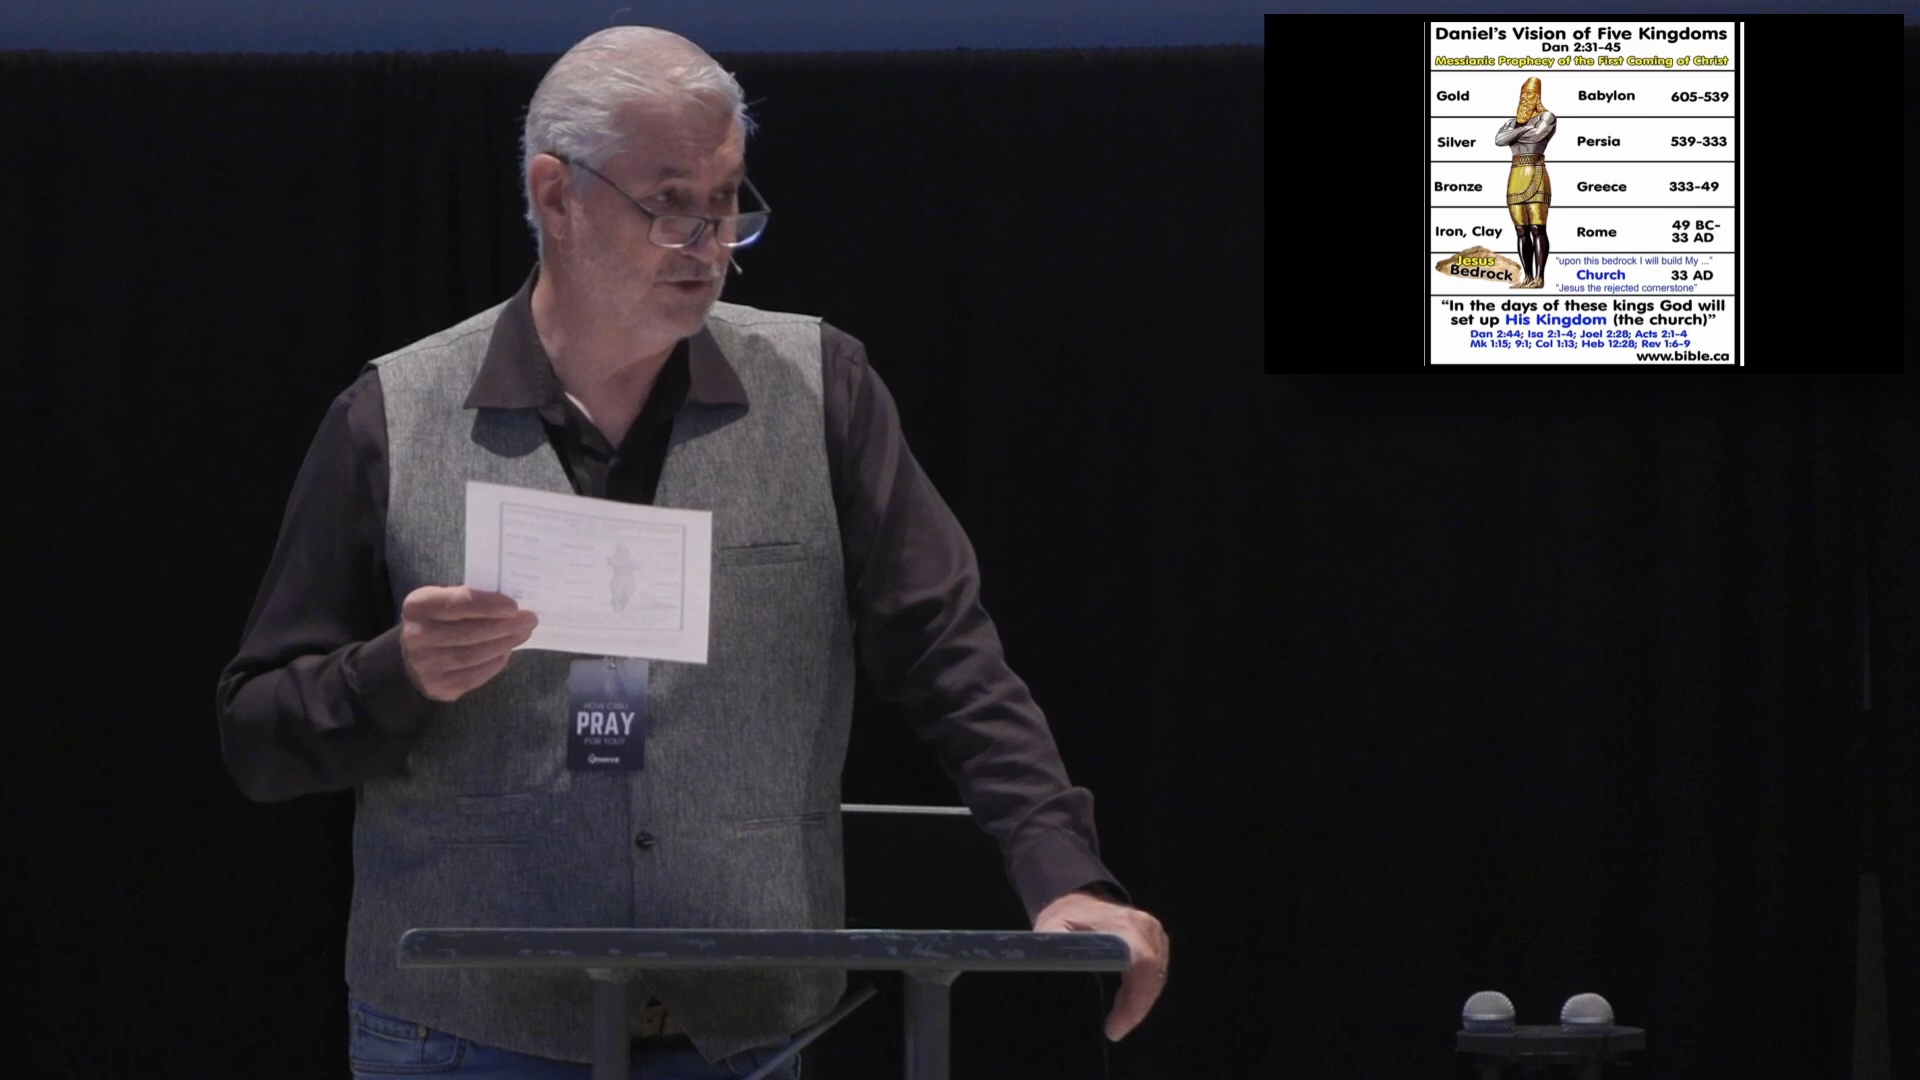 Daniel's Vision of Five Kingdoms
Dan 2:31-45
Messianic Prophecy of the First Coming of Christ
Gold Babylon 605-539
Silver Persia 539-333
Bronze Greece 333-49
Iron, Clay Rome 49 BC-
33 AD
Jesus
Bedrock
"upon this bedrock I will build My ..."
Church 33 AD
"Jesus the rejected cornerstone"
"In the days of these kings God will
set up His Kingdom (the church)"
Dan 2:44; Isa 2:1-4; Joel 2:28; Acts 2:1-4
Mk 1:15; 9:1; Col 1:13; Heb 12:28; Rev 1:6-9
www.bible.ca
HOW CAN I
PRAY
FOR YOU?